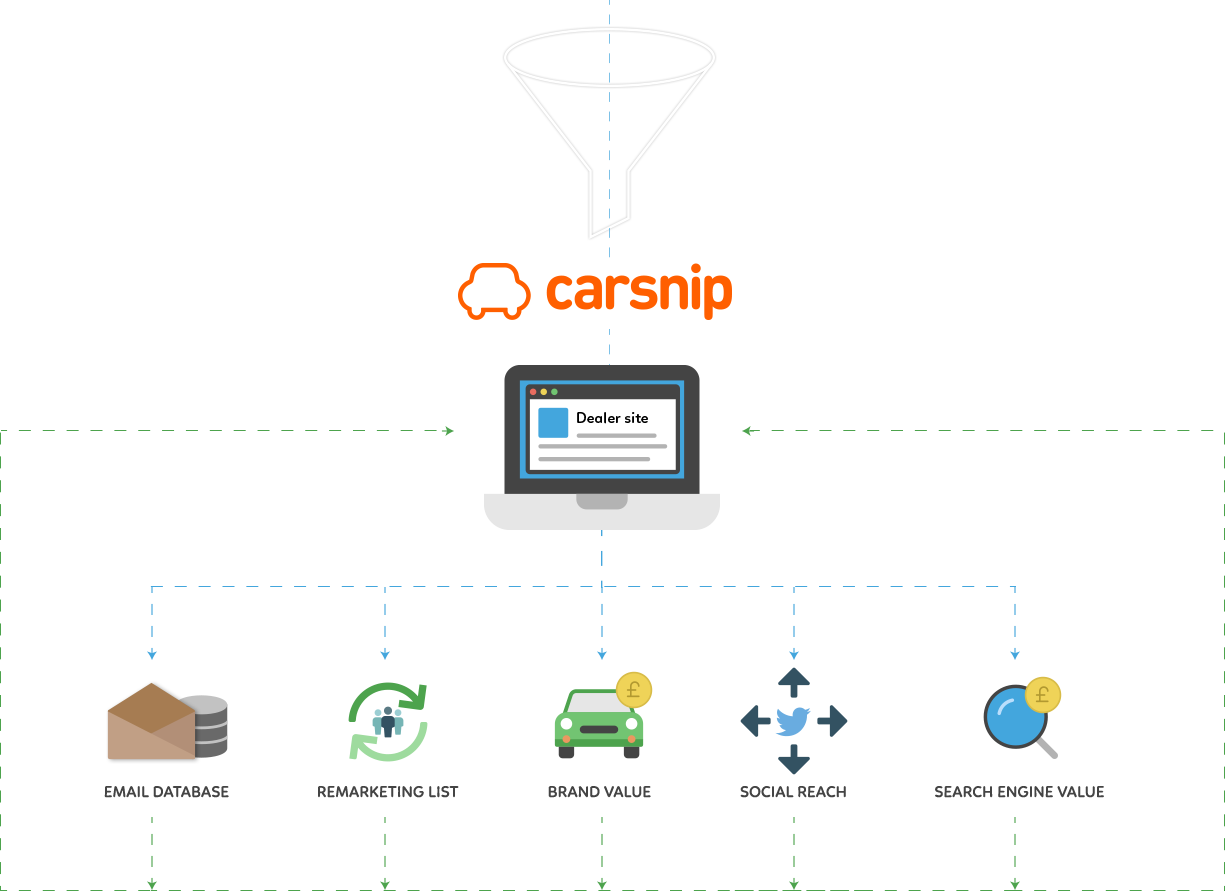 carsnip
Dealer site
EMAIL DATABASE
REMARKETING LIST
BRAND VALUE
SOCIAL REACH
SEARCH ENGINE VALUE
£
£